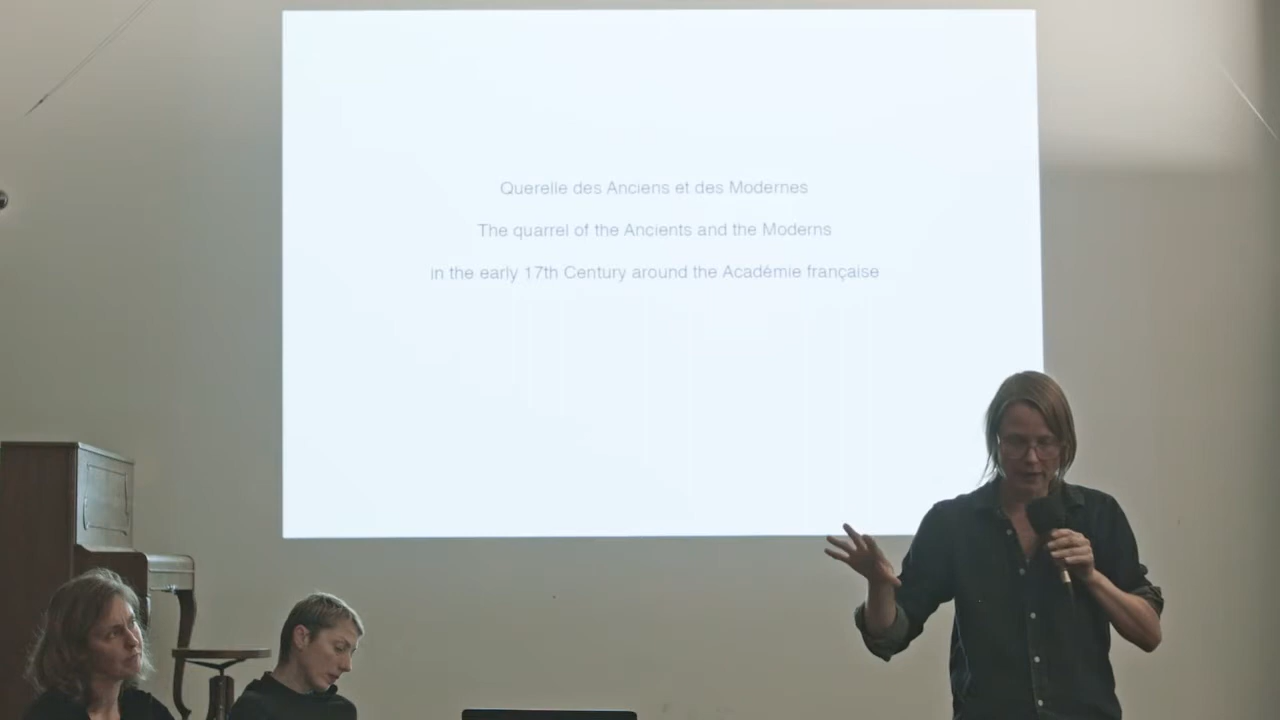 Querelle des Anciens et des Modernes
The quarrel of the Ancients and the Moderns
in the early 17th Century around the Académie française